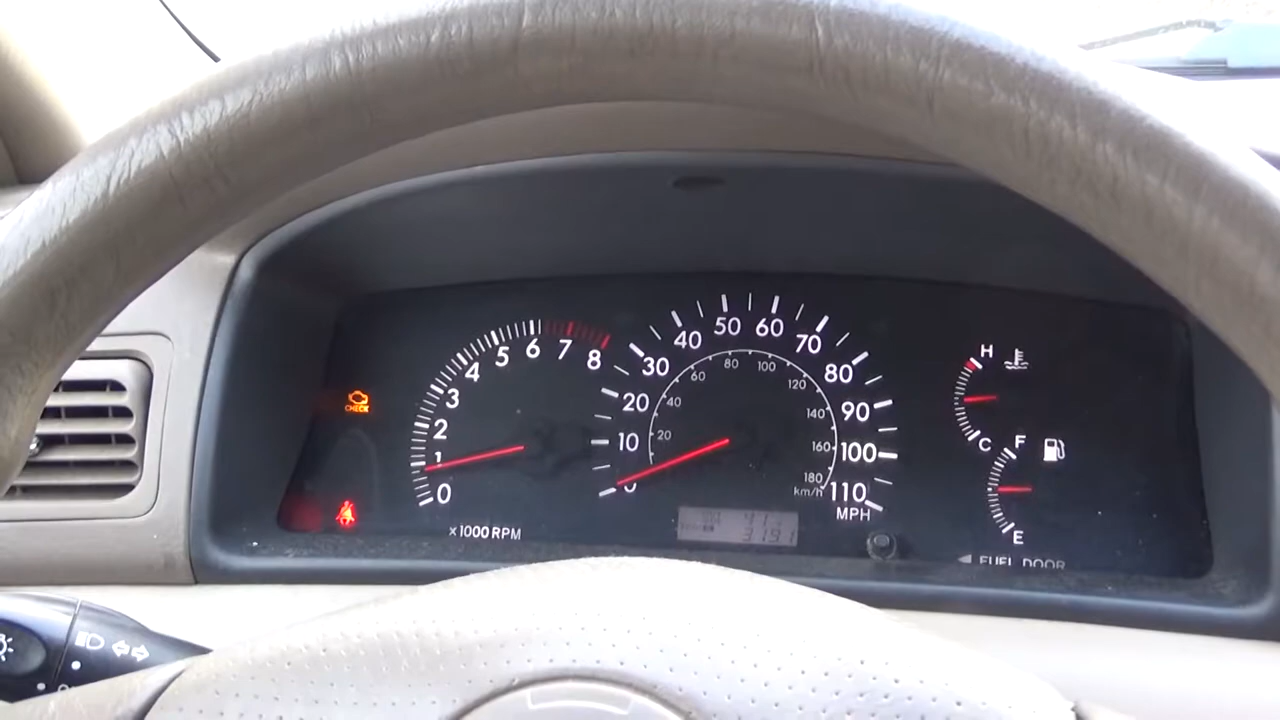 CHECK
0 1 2 3 4 5 6 7 8
x1000 RPM
0 10 20 30 40 50 60 70 80 90 100 110
MPH
20 40 60 80 100 120 140 160 180
km/h
H
C
F
E
FUEL DOOR